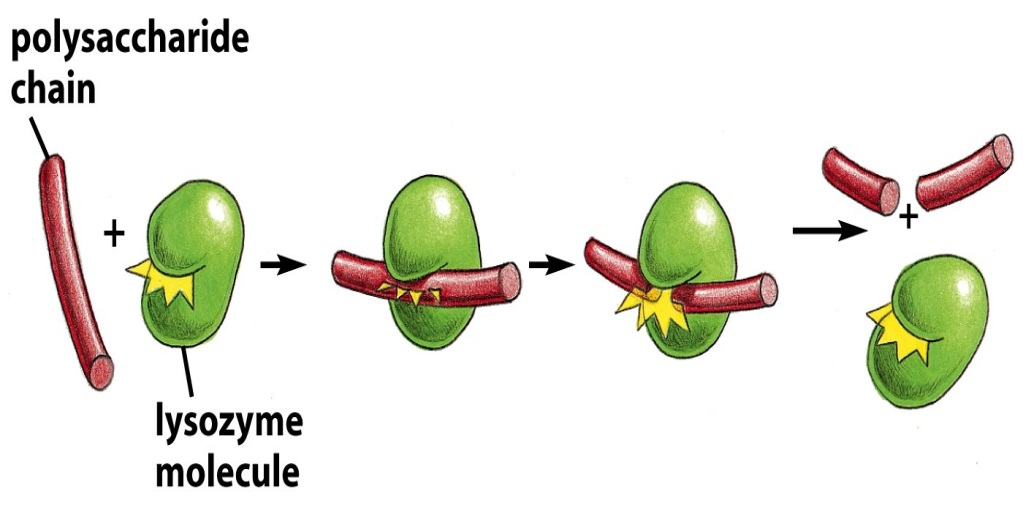 polysaccharide
chain
+
+
lysozyme
molecule